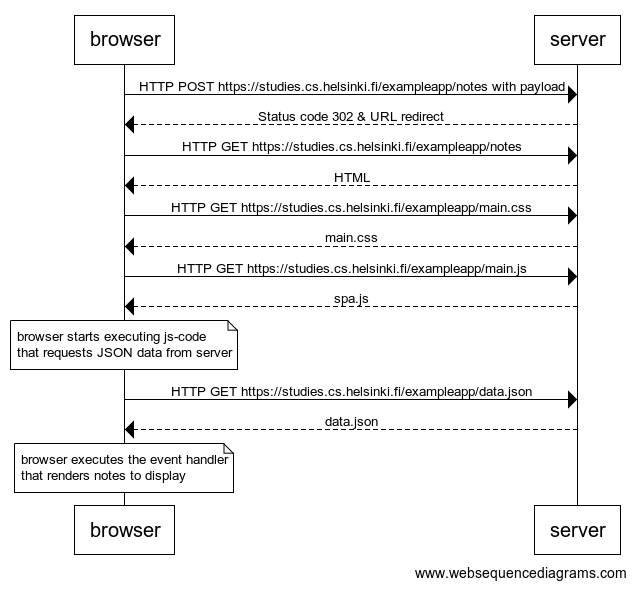 browser
server
HTTP POST https://studies.cs.helsinki.fi/exampleapp/notes with payload
Status code 302 & URL redirect
HTTP GET https://studies.cs.helsinki.fi/exampleapp/notes
HTML
HTTP GET https://studies.cs.helsinki.fi/exampleapp/main.css
main.css
HTTP GET https://studies.cs.helsinki.fi/exampleapp/main.js
spa.js
browser starts executing js-code
that requests JSON data from server
HTTP GET https://studies.cs.helsinki.fi/exampleapp/data.json
data.json
browser executes the event handler
that renders notes to display
browser
server
www.websequencediagrams.com